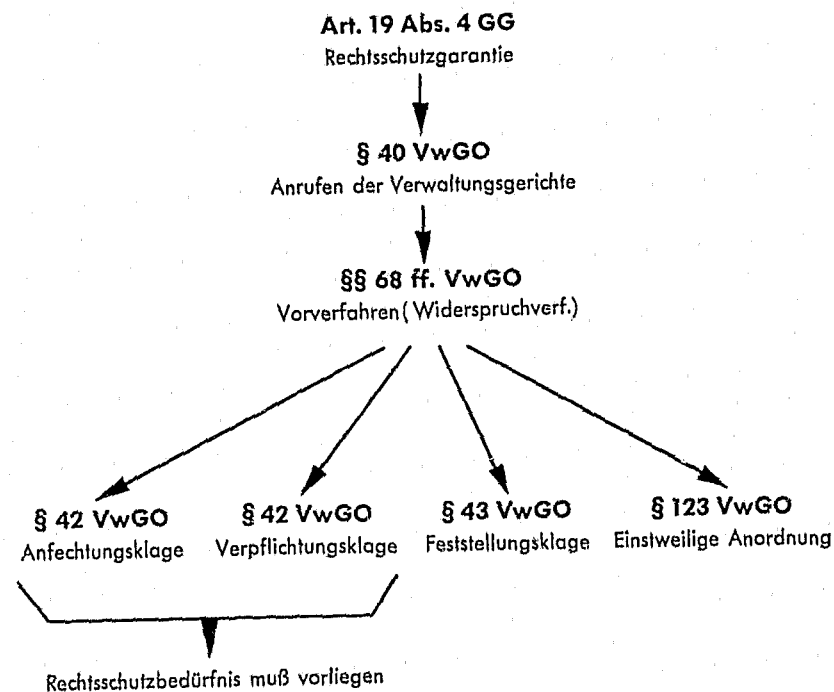 Art. 19 Abs. 4 GG
Rechtsschutzgarantie
§ 40 VwGO
Anrufen der Verwaltungsgerichte
§§ 68 ff. VwGO
Vorverfahren (Widerspruchverf.)
§ 42 VwGO
Anfechtungsklage
§ 42 VwGO
Verpflichtungsklage
§ 43 VwGO
Feststellungsklage
§ 123 VwGO
Einstweilige Anordnung
Rechtsschutzbedürfnis muß vorliegen